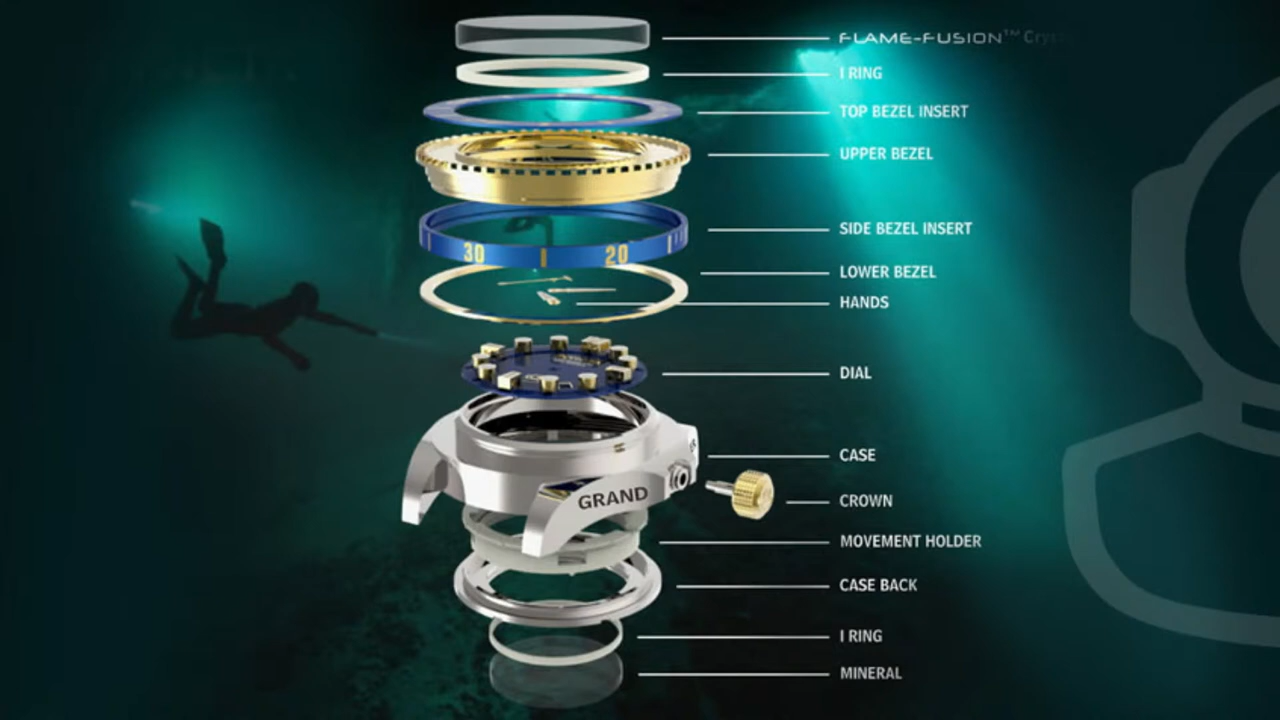 FLAME-FUSION™ Crys
I RING
TOP BEZEL INSERT
UPPER BEZEL
SIDE BEZEL INSERT
30 20
LOWER BEZEL
HANDS
DIAL
CASE
GRAND
CROWN
MOVEMENT HOLDER
CASE BACK
I RING
MINERAL